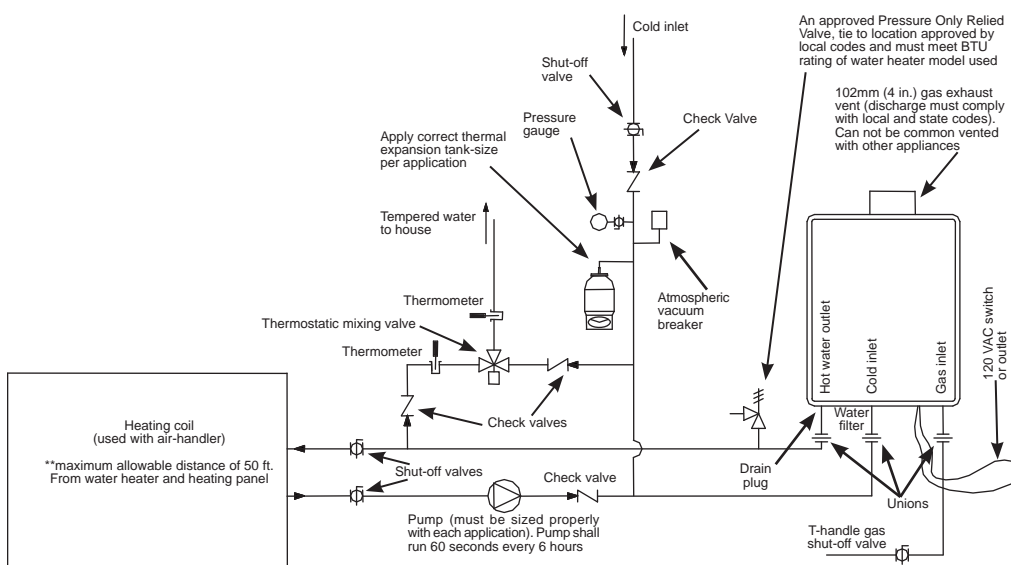 Cold inlet
An approved Pressure Only Relied
Valve, tie to location approved by
local codes and must meet BTU
rating of water heater model used
Shut-off
valve
102mm (4 in.) gas exhaust
vent (discharge must comply
with local and state codes).
Can not be common vented
with other appliances
Pressure
gauge
Check Valve
Apply correct thermal
expansion tank-size
per application
Tempered water
to house
Atmospheric
vacuum
breaker
Thermometer
Thermostatic mixing valve
Thermometer
Hot water outlet
Cold inlet
Gas inlet
120 VAC switch
or outlet
Check valves
Water
filter
Heating coil
(used with air-handler)
**maximum allowable distance of 50 ft.
From water heater and heating panel
Shut-off valves
Check valve
Drain
plug
Unions
Pump (must be sized properly
with each application). Pump shall
run 60 seconds every 6 hours
T-handle gas
shut-off valve